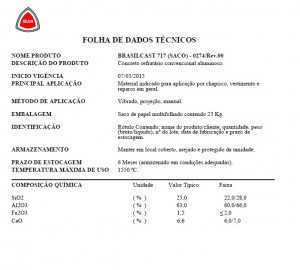 IBAR
FOLHA DE DADOS TÉCNICOS
NOME PRODUTO BRASILCAST 717 (SACO) - 0274/Rev.00
DESCRIÇÃO DO PRODUTO Concreto refratário convencional aluminoso.
INICIO VIGÊNCIA 07/05/2015
PRINCIPAL APLICAÇÃO Material indicado para aplicação por chapisco, vertimento e
reparos em geral.
MÉTODO DE APLICAÇÃO Vibrado, projeção, manual.
EMBALAGEM Saco de papel multifolhado contendo 25 Kg.
IDENTIFICAÇÃO Rótulo Contendo: nome do produto/cliente, quantidade, peso
(bruto/líquido), nº do lote, data de fabricação e prazo de
estocagem.
ARMAZENAMENTO Manter em local coberto, arejado e protegido da umidade.
PRAZO DE ESTOCAGEM 6 Meses (armazenado em condições adequadas).
TEMPERATURA MAXIMA DE USO 1550 ºC.
COMPOSIÇÃO QUÍMICA Unidade Valor Típico Faixa
SiO2 ( % ) 25,0 22,0/28,0
Al2O3 ( % ) 63,0 60,0/66,0
Fe2O3 ( % ) 1,5 ≤ 2,0
CaO ( % ) 6,6 6,0/7,0